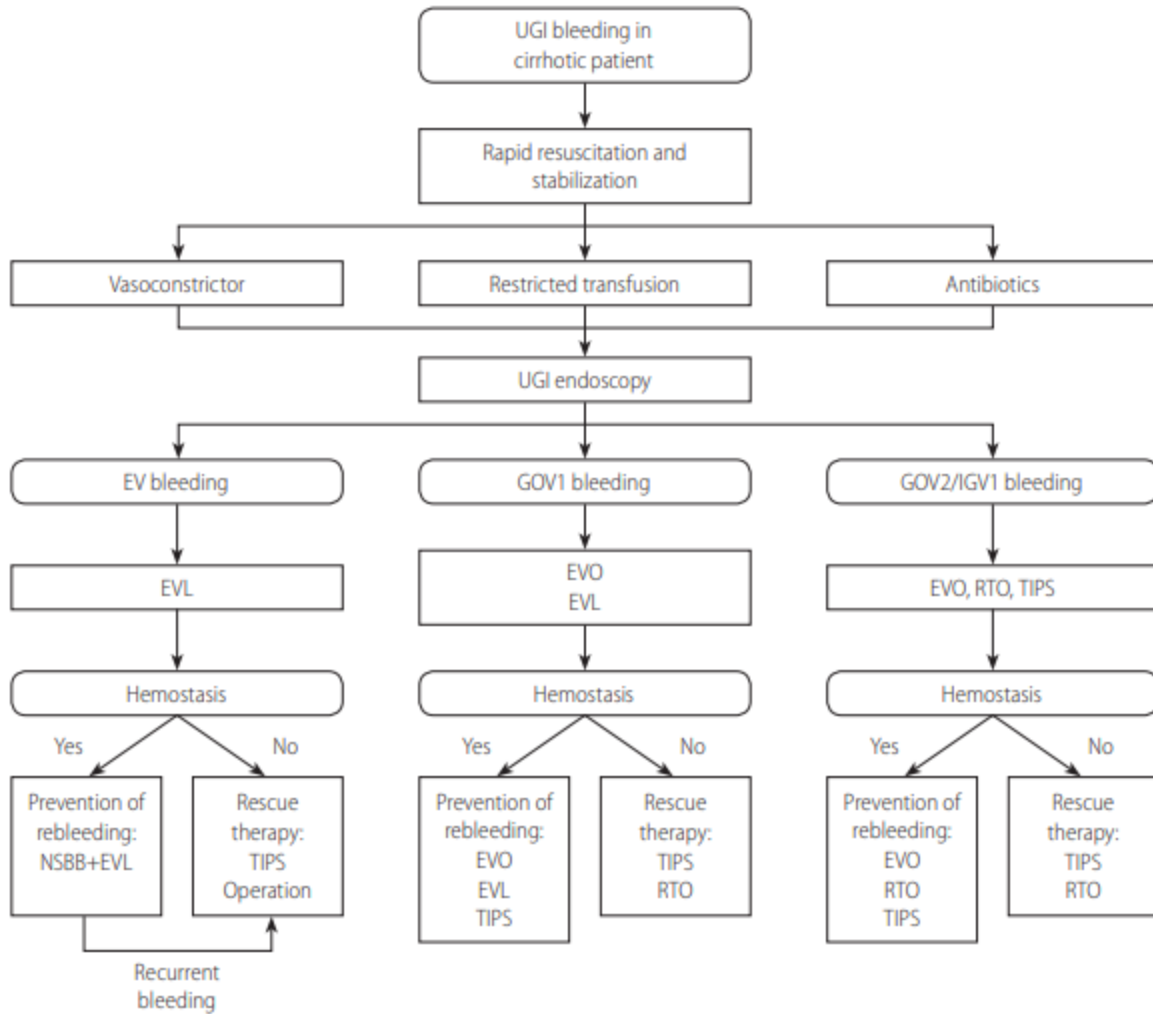 UGI bleeding in
cirrhotic patient
Rapid resuscitation and
stabilization
Vasoconstrictor
Restricted transfusion
Antibiotics
UGI endoscopy
EV bleeding
GOV1 bleeding
GOV2/IGV1 bleeding
EVL
EVO
EVL
EVO, RTO, TIPS
Hemostasis
Hemostasis
Hemostasis
Yes
No
Yes
No
Yes
No
Prevention of
rebleeding:
NSBB+EVL
Rescue
therapy:
TIPS
Operation
Prevention of
rebleeding:
EVO
EVL
TIPS
Rescue
therapy:
TIPS
RTO
Prevention of
rebleeding:
EVO
RTO
TIPS
Rescue
therapy:
TIPS
RTO
Recurrent
bleeding